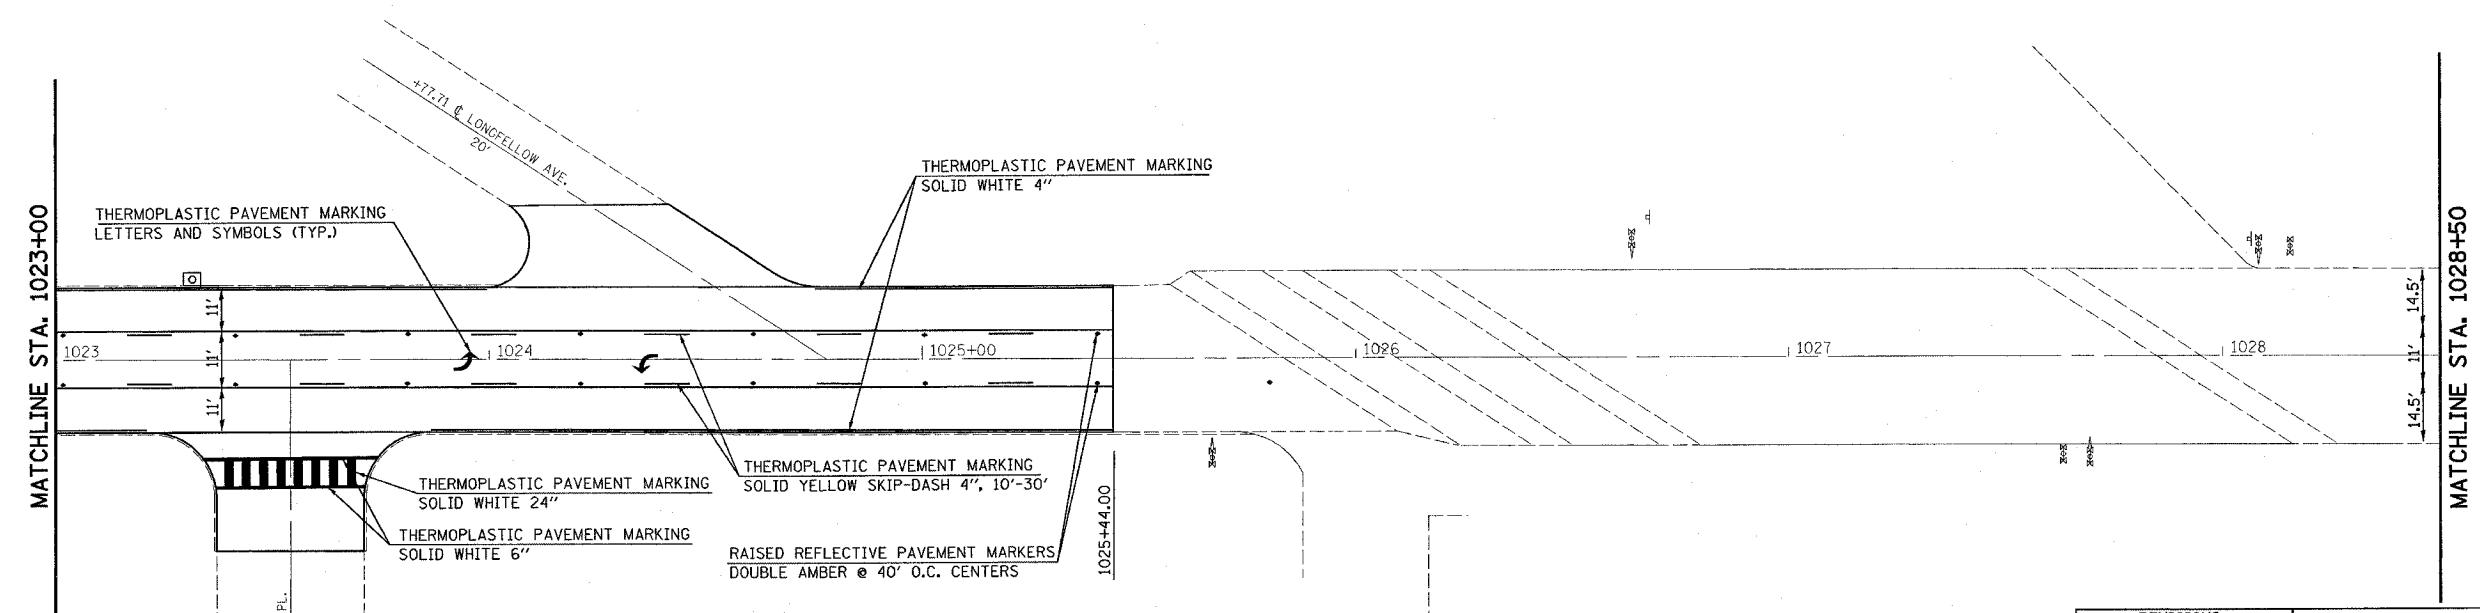 MATCHLINE STA. 1023+00
+77.71 ℄ LONGFELLOW AVE.
20'
THERMOPLASTIC PAVEMENT MARKING
SOLID WHITE 4"
THERMOPLASTIC PAVEMENT MARKING
LETTERS AND SYMBOLS (TYP.)
11'
11'
11'
1023
1024
1025+00
1026
1027
1028
14.5'
11'
14.5'
MATCHLINE STA. 1028+50
THERMOPLASTIC PAVEMENT MARKING
SOLID YELLOW SKIP-DASH 4", 10'-30'
THERMOPLASTIC PAVEMENT MARKING
SOLID WHITE 24"
THERMOPLASTIC PAVEMENT MARKING
SOLID WHITE 6"
RAISED REFLECTIVE PAVEMENT MARKERS
DOUBLE AMBER @ 40' O.C. CENTERS
1025+44.00
PL.